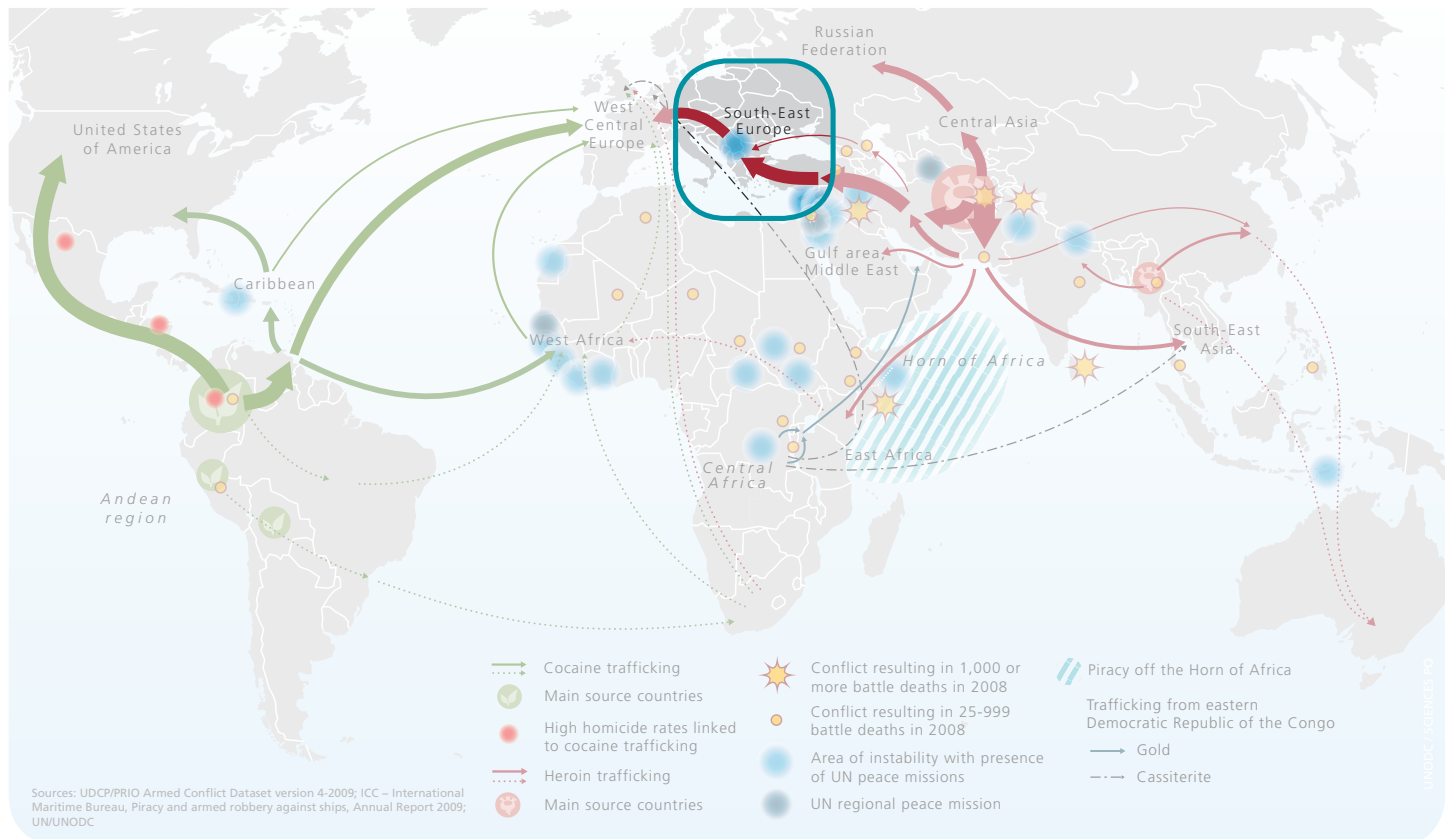 Russian
Federation
West
Central
Europe
South-East
Europe
Central Asia
United States
of America
Gulf area,
Middle East
Caribbean
West Africa
South-East
Asia
Horn of Africa
East Africa
Central
Africa
Andean
region
Cocaine trafficking
Main source countries
High homicide rates linked
to cocaine trafficking
Heroin trafficking
Main source countries
Conflict resulting in 1,000 or
more battle deaths in 2008
Conflict resulting in 25-999
battle deaths in 2008
Area of instability with presence
of UN peace missions
UN regional peace mission
Piracy off the Horn of Africa
Trafficking from eastern
Democratic Republic of the Congo
Gold
Cassiterite
Sources: UDCP/PRIO Armed Conflict Dataset version 4-2009; ICC – International
Maritime Bureau, Piracy and armed robbery against ships, Annual Report 2009;
UN/UNODC
UNODC / SCIENCES PO